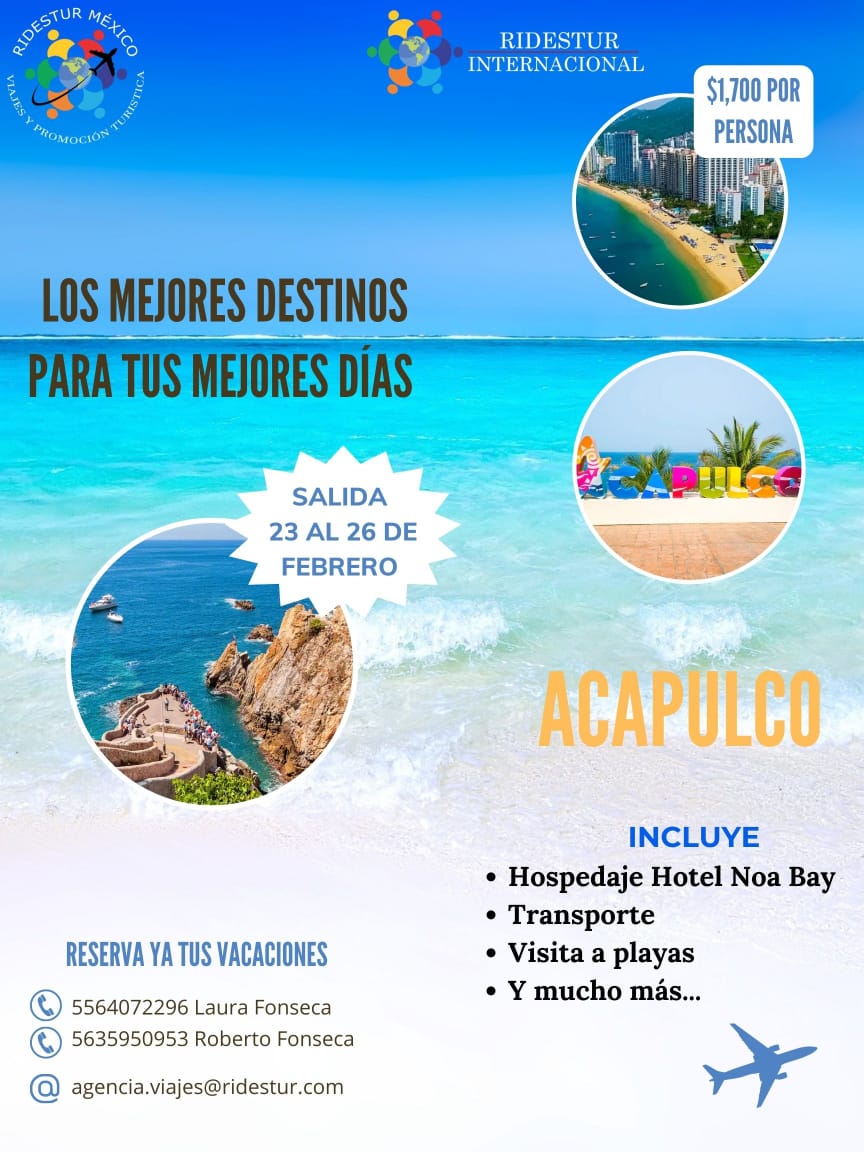 RIDESTUR MÉXICO
VIAJES Y PROMOCIÓN TURISTICA
RIDESTUR
INTERNACIONAL
$1,700 POR
PERSONA
LOS MEJORES DESTINOS
PARA TUS MEJORES DÍAS
ACAPULCO
SALIDA
23 AL 26 DE
FEBRERO
ACAPULCO
INCLUYE
• Hospedaje Hotel Noa Bay
• Transporte
• Visita a playas
• Y mucho más...
RESERVA YA TUS VACACIONES
5564072296 Laura Fonseca
5635950953 Roberto Fonseca
@ agencia.viajes@ridestur.com